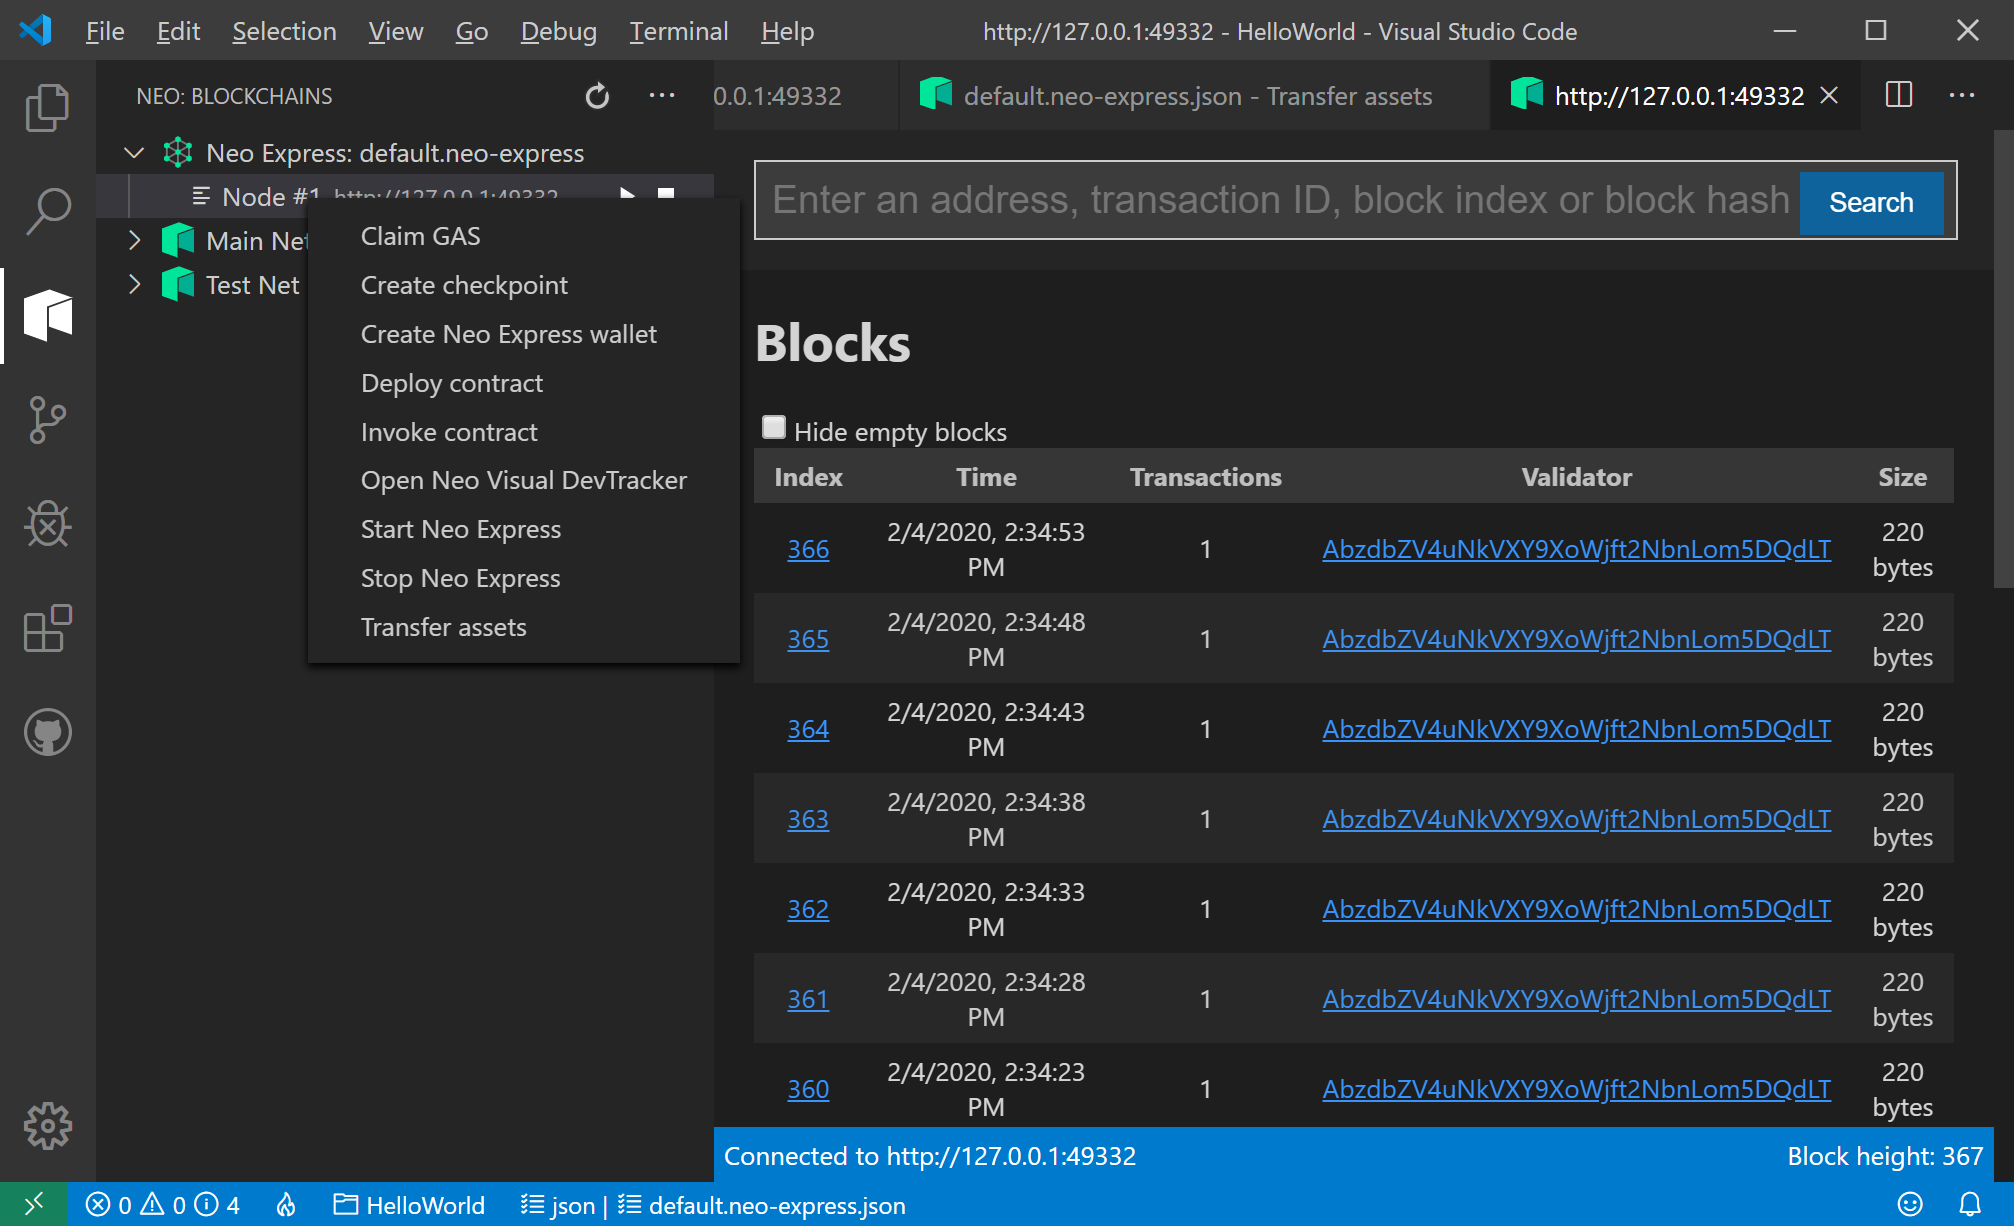 File Edit Selection View Go Debug Terminal Help http://127.0.0.1:49332 - HelloWorld - Visual Studio Code
NEO: BLOCKCHAINS
Neo Express: default.neo-express
Node #1 http://127.0.0.1:49332
Main Net
Test Net
Claim GAS
Create checkpoint
Create Neo Express wallet
Deploy contract
Invoke contract
Open Neo Visual DevTracker
Start Neo Express
Stop Neo Express
Transfer assets
0.0.1:49332 default.neo-express.json - Transfer assets http://127.0.0.1:49332
Enter an address, transaction ID, block index or block hash Search
Blocks
Hide empty blocks
Index Time Transactions Validator Size
366 2/4/2020, 2:34:53 PM 1 AbzdbZV4uNkVXY9XoWjft2NbnLom5DQdLT 220 bytes
365 2/4/2020, 2:34:48 PM 1 AbzdbZV4uNkVXY9XoWjft2NbnLom5DQdLT 220 bytes
364 2/4/2020, 2:34:43 PM 1 AbzdbZV4uNkVXY9XoWjft2NbnLom5DQdLT 220 bytes
363 2/4/2020, 2:34:38 PM 1 AbzdbZV4uNkVXY9XoWjft2NbnLom5DQdLT 220 bytes
362 2/4/2020, 2:34:33 PM 1 AbzdbZV4uNkVXY9XoWjft2NbnLom5DQdLT 220 bytes
361 2/4/2020, 2:34:28 PM 1 AbzdbZV4uNkVXY9XoWjft2NbnLom5DQdLT 220 bytes
360 2/4/2020, 2:34:23 PM 1 AbzdbZV4uNkVXY9XoWjft2NbnLom5DQdLT 220 bytes
Connected to http://127.0.0.1:49332 Block height: 367
0 0 4 HelloWorld json | default.neo-express.json